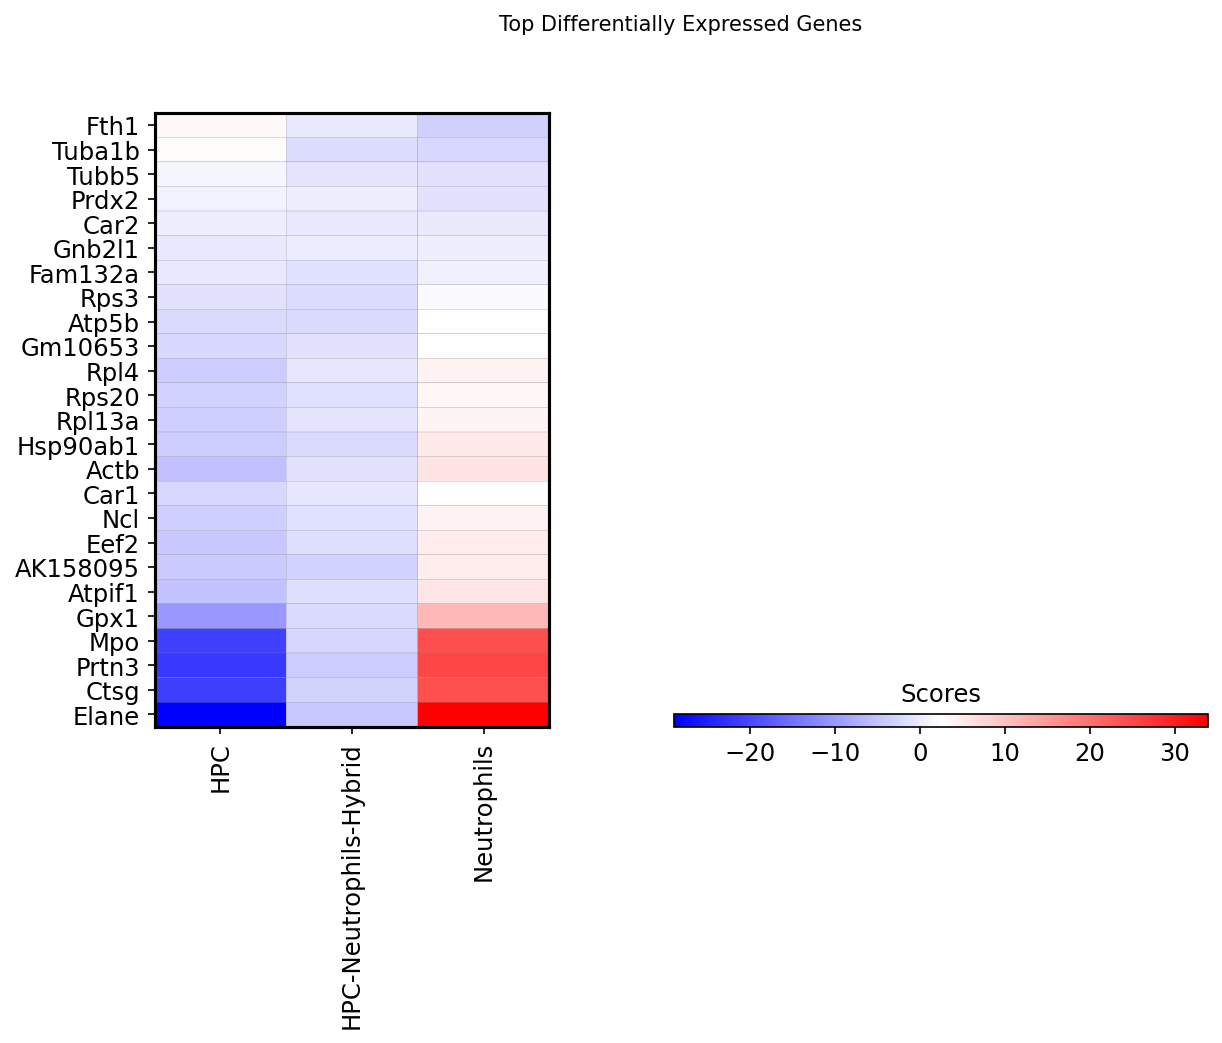 Top Differentially Expressed Genes
Fth1
Tuba1b
Tubb5
Prdx2
Car2
Gnb2l1
Fam132a
Rps3
Atp5b
Gm10653
Rpl4
Rps20
Rpl13a
Hsp90ab1
Actb
Car1
Ncl
Eef2
AK158095
Atpif1
Gpx1
Mpo
Prtn3
Ctsg
Elane
HPC
HPC-Neutrophils-Hybrid
Neutrophils
Scores
−20 −10 0 10 20 30